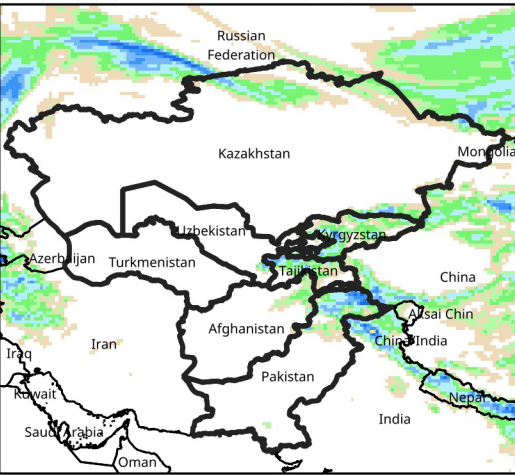 Russian
Federation
Kazakhstan
Mongolia
Uzbekistan
Kyrgyzstan
Azerbaijan
Turkmenistan
Tajikistan
China
Aksai Chin
Afghanistan
China/India
Iran
Iraq
Pakistan
Kuwait
Nepal
India
Saudi Arabia
Oman